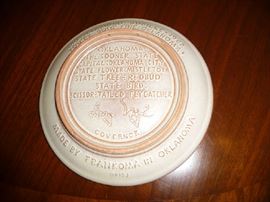 OKLAHOMA
THE SOONER STATE
CAPITAL: OKLAHOMA CITY
STATE FLOWER: MISTLETOE
STATE TREE: REDBUD
STATE BIRD:
SCISSOR-TAILED FLYCATCHER
GOVERNOR
MADE BY FRANKOMA IN OKLAHOMA